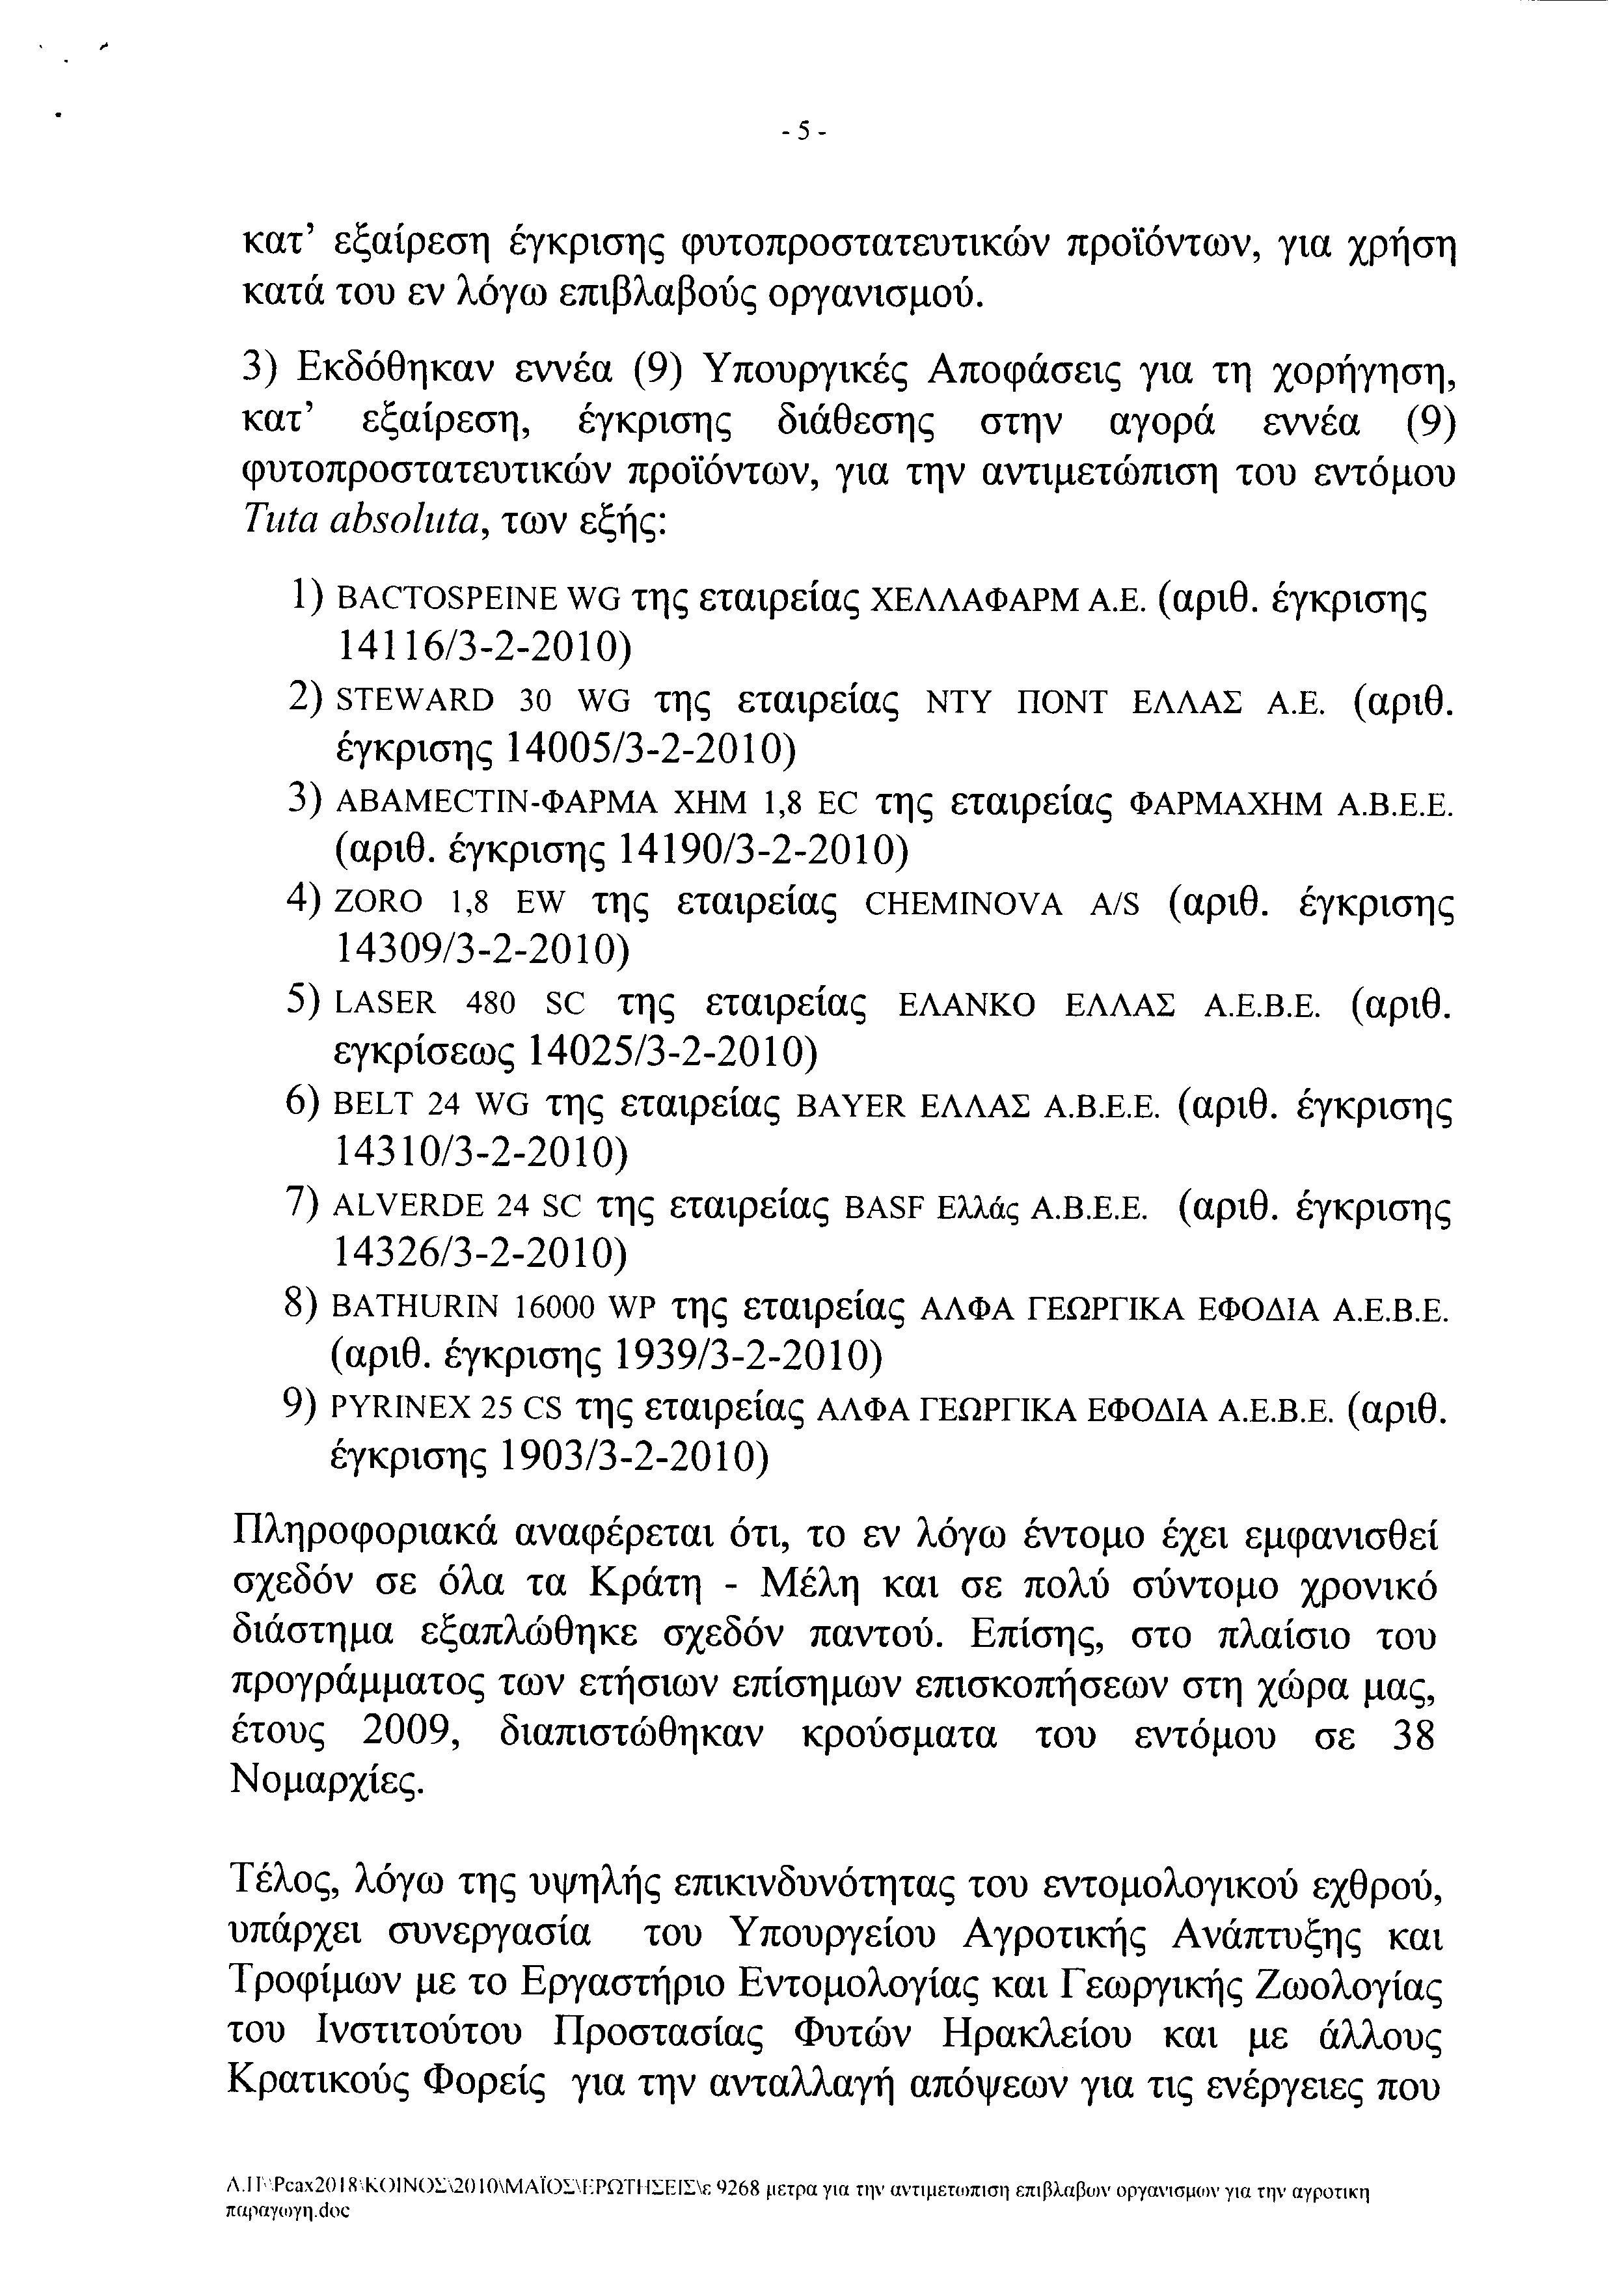 - 5 -
κατ’ εξαίρεση έγκρισης φυτοπροστατευτικών προϊόντων, για χρήση
κατά του εν λόγω επιβλαβούς οργανισμού.
3) Εκδόθηκαν εννέα (9) Υπουργικές Αποφάσεις για τη χορήγηση,
κατ’ εξαίρεση, έγκρισης διάθεσης στην αγορά εννέα (9)
φυτοπροστατευτικών προϊόντων, για την αντιμετώπιση του εντόμου
Tuta absoluta, των εξής:
1) BACTOSPEINE WG της εταιρείας ΧΕΛΛΑΦΑΡΜ Α.Ε. (αριθ. έγκρισης
14116/3-2-2010)
2) STEWARD 30 WG της εταιρείας ΝΤΥ ΠΟΝΤ ΕΛΛΑΣ Α.Ε. (αριθ.
έγκρισης 14005/3-2-2010)
3) ABAMECTIN-ΦΑΡΜΑ ΧΗΜ 1,8 EC της εταιρείας ΦΑΡΜΑΧΗΜ Α.Β.Ε.Ε.
(αριθ. έγκρισης 14190/3-2-2010)
4) ZORO 1,8 EW της εταιρείας CHEMINOVA A/S (αριθ. έγκρισης
14309/3-2-2010)
5) LASER 480 SC της εταιρείας ΕΛΑΝΚΟ ΕΛΛΑΣ Α.Ε.Β.Ε. (αριθ.
εγκρίσεως 14025/3-2-2010)
6) BELT 24 WG της εταιρείας BAYER ΕΛΛΑΣ Α.Β.Ε.Ε. (αριθ. έγκρισης
14310/3-2-2010)
7) ALVERDE 24 SC της εταιρείας BASF Ελλάς Α.Β.Ε.Ε. (αριθ. έγκρισης
14326/3-2-2010)
8) BATHURIN 16000 WP της εταιρείας ΑΛΦΑ ΓΕΩΡΓΙΚΑ ΕΦΟΔΙΑ Α.Ε.Β.Ε.
(αριθ. έγκρισης 1939/3-2-2010)
9) PYRINEX 25 CS της εταιρείας ΑΛΦΑ ΓΕΩΡΓΙΚΑ ΕΦΟΔΙΑ Α.Ε.Β.Ε. (αριθ.
έγκρισης 1903/3-2-2010)
Πληροφοριακά αναφέρεται ότι, το εν λόγω έντομο έχει εμφανισθεί
σχεδόν σε όλα τα Κράτη - Μέλη και σε πολύ σύντομο χρονικό
διάστημα εξαπλώθηκε σχεδόν παντού. Επίσης, στο πλαίσιο του
προγράμματος των ετήσιων επίσημων επισκοπήσεων στη χώρα μας,
έτους 2009, διαπιστώθηκαν κρούσματα του εντόμου σε 38
Νομαρχίες.
Τέλος, λόγω της υψηλής επικινδυνότητας του εντομολογικού εχθρού,
υπάρχει συνεργασία του Υπουργείου Αγροτικής Ανάπτυξης και
Τροφίμων με το Εργαστήριο Εντομολογίας και Γεωργικής Ζωολογίας
του Ινστιτούτου Προστασίας Φυτών Ηρακλείου και με άλλους
Κρατικούς Φορείς για την ανταλλαγή απόψεων για τις ενέργειες που
Λ.Π\\Pcax2018\ΚΟΙΝΟΣ\2010\ΜΑΪΟΣ\ΕΡΩΤΗΣΕΙΣ\ε 9268 μετρα για την αντιμετωπιση επιβλαβων οργανισμων για την αγροτικη
παραγωγη.doc